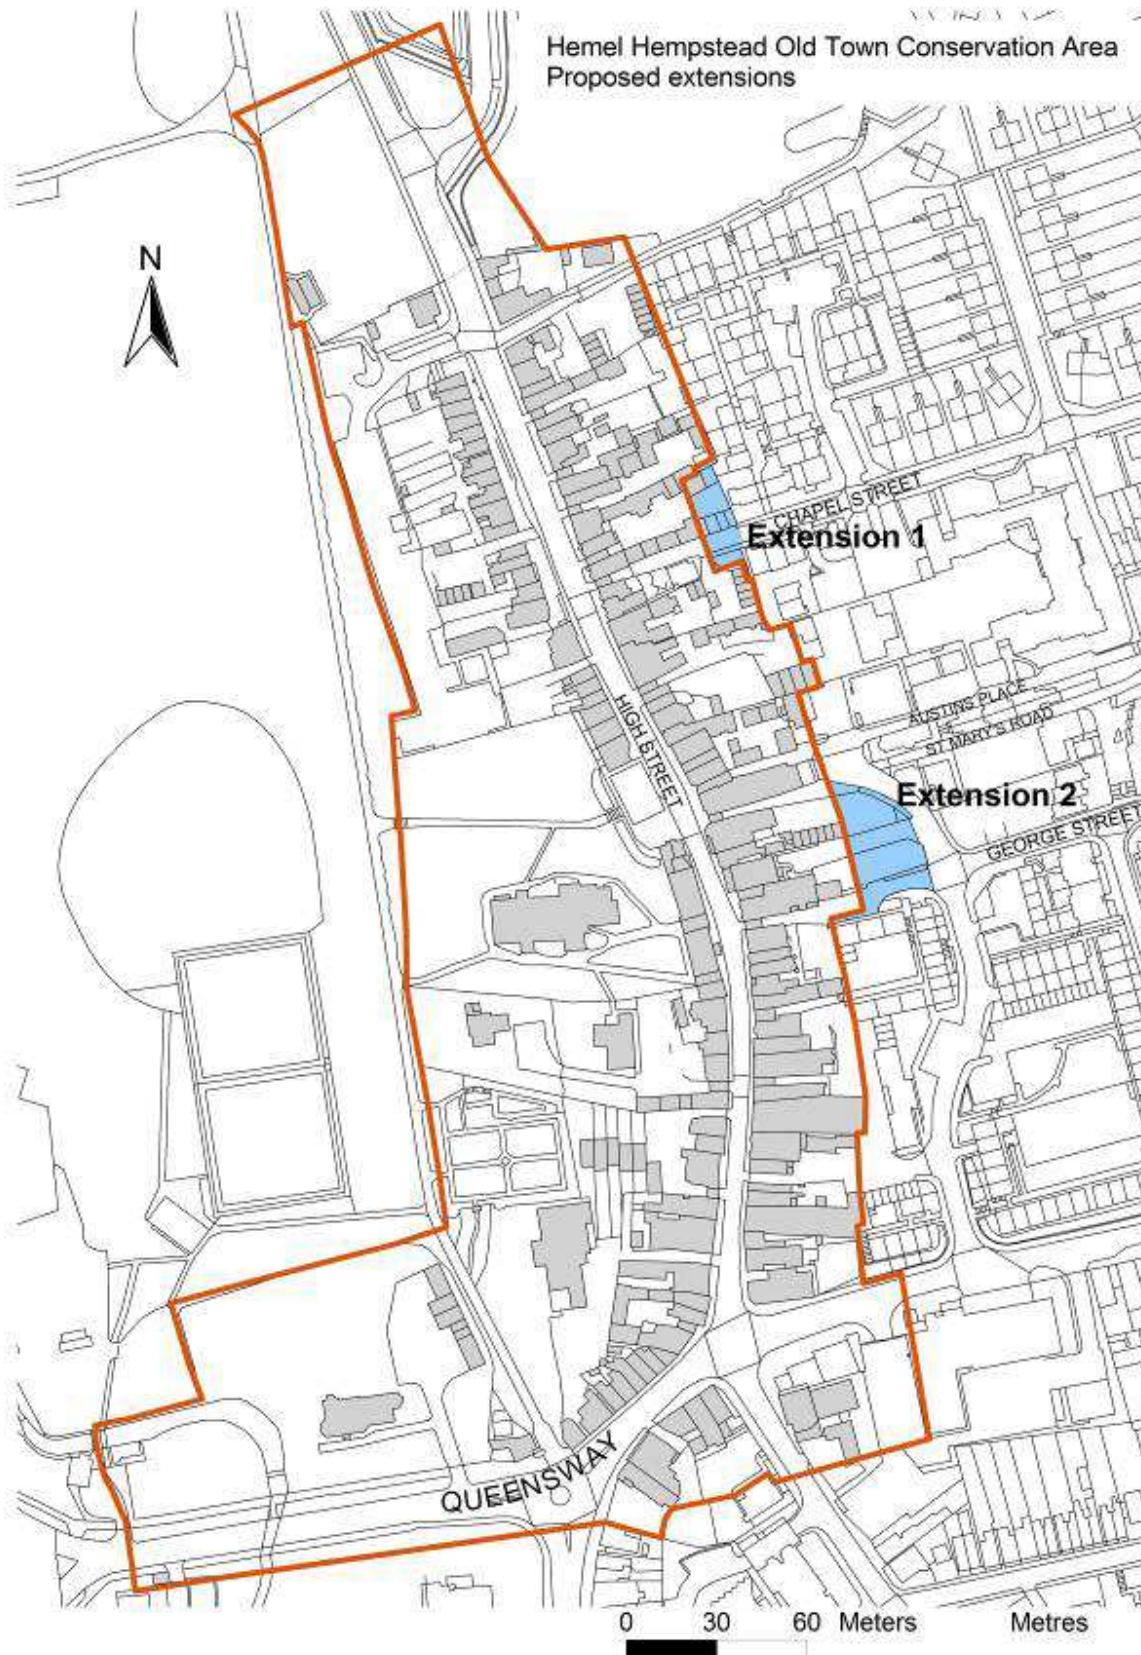 Hemel Hempstead Old Town Conservation Area
Proposed extensions
N
CHAPEL STREET
Extension 1
HIGH STREET
AUSTINS PLACE
ST MARY'S ROAD
Extension 2
GEORGE STREET
QUEENSWAY
0 30 60 Meters Metres